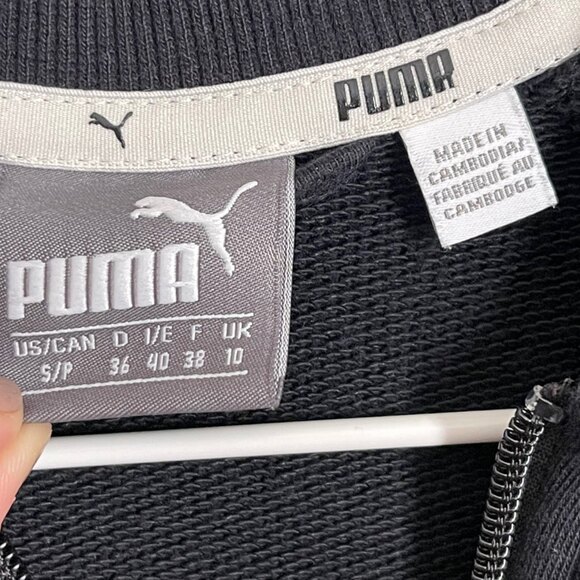 PUMA
MADE IN
CAMBODIA/
FABRIQUÉ AU
CAMBODGE
PUMA
US/CAN D I/E F UK
S/P 36 40 38 10